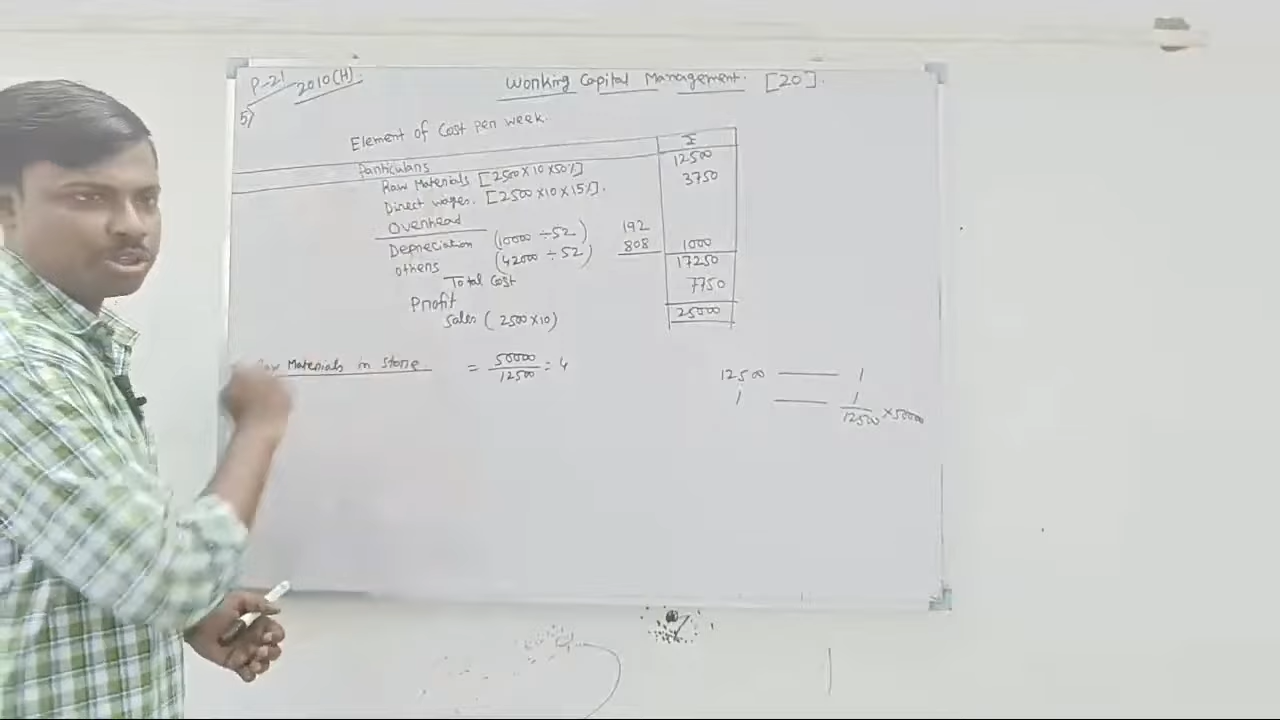 P-21 2010(H).
Working Capital Management. [20].
5)
Element of Cost per week.
Particulars ₹
Raw Materials [2500×10×50%] 12500
Direct wages. [2500×10×15%]. 3750
Overhead
Depreciation (10000 ÷52) 192
others (42000 ÷52) 808 1000
Total Cost 17250
Profit 7750
Sales (2500×10) 25000
Raw Materials in Store = 50000/12500 = 4
12500 — 1
1 — 1/12500 ×50000